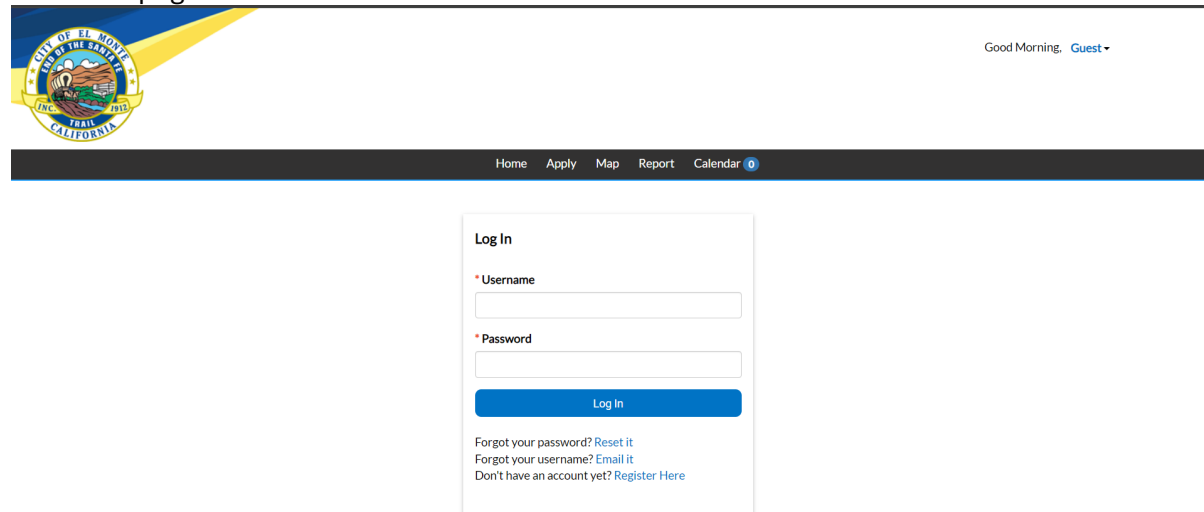 CITY OF EL MONTE
END OF THE SANTA FE
INC. 1912
TRAIL
CALIFORNIA
Good Morning, Guest
Home Apply Map Report Calendar 0
Log In
* Username
* Password
Log In
Forgot your password? Reset it
Forgot your username? Email it
Don't have an account yet? Register Here